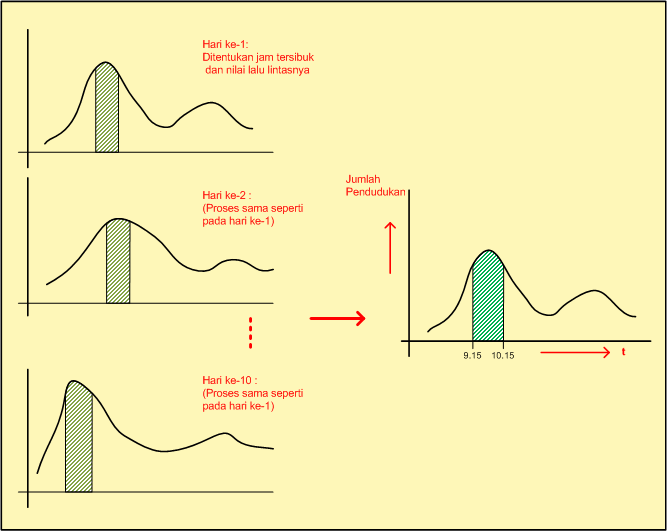 Hari ke-1:
Ditentukan jam tersibuk
dan nilai lalu lintasnya
Hari ke-2 :
(Proses sama seperti
pada hari ke-1)
Hari ke-10 :
(Proses sama seperti
pada hari ke-1)
Jumlah
Pendudukan
9.15 10.15
t